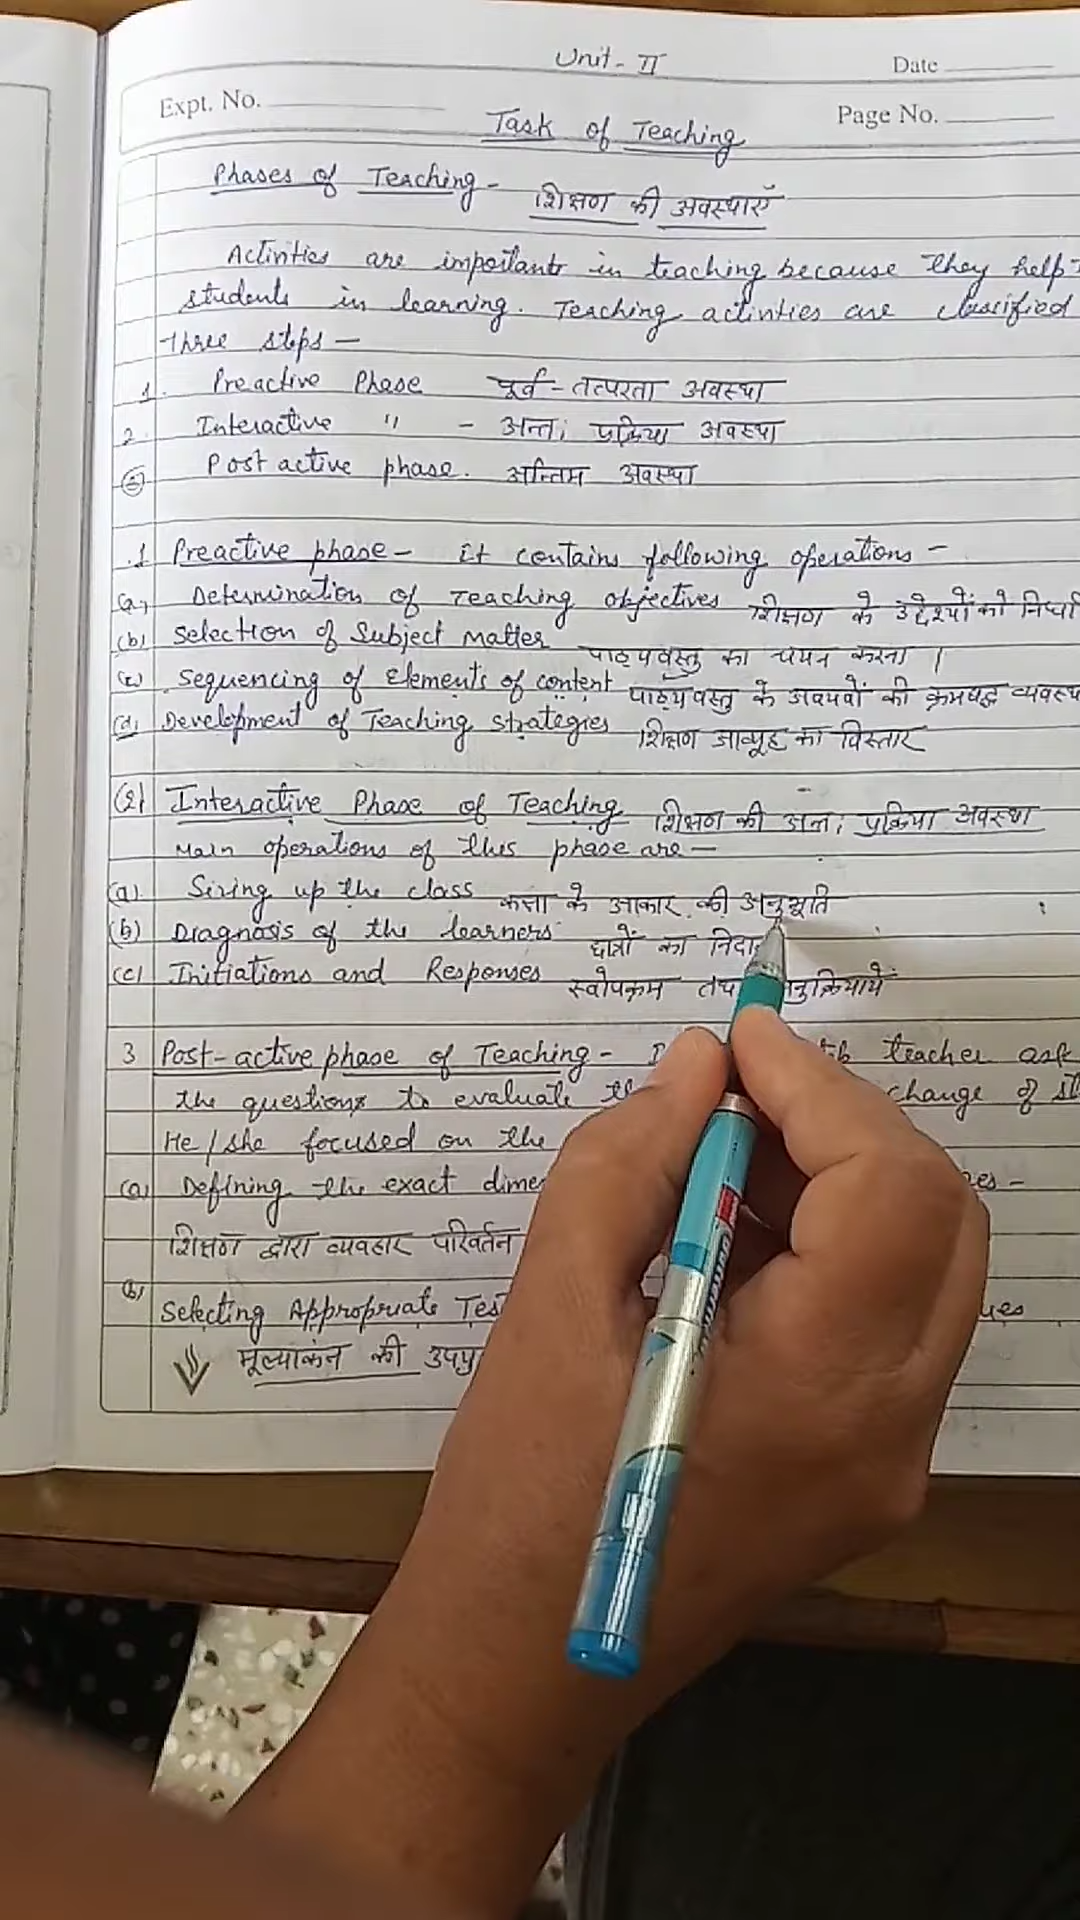 Unit - II
Date
Expt. No.
Page No.
Task of Teaching
Phases of Teaching - शिक्षण की अवस्थाएँ
Activities are important in teaching because they help
students in learning. Teaching activities are classified
three steps —
1. Preactive Phase पूर्व - तत्परता अवस्था
2. Interactive " - अन्त: प्रक्रिया अवस्था
③ Post active phase. अन्तिम अवस्था
1 Preactive phase - it contains following operations -
(a) Determination of Teaching objectives शिक्षण के उद्देश्यों को
(b) Selection of Subject Matter पाठ्यवस्तु का चयन करना ।
(c) Sequencing of Elements of content पाठ्यवस्तु के अवयवों की क्रमबद्ध
(d) Development of Teaching strategies शिक्षण आव्यूह का विस्तार
(2) Interactive Phase of Teaching शिक्षण की अन्त: प्रक्रिया अवस्था
Main operations of this phase are —
(a) Sizing up the class कक्षा के आकार की अनुभूति
(b) Diagnosis of the learners छात्रों का
(c) Initiations and Responses स्वोपक्रम
3 Post-active phase of Teaching - teacher ask
the questions to evaluate change of
He/she focused on the
(a) Defining the exact
शिक्षण द्वारा व्यवहार परिवर्तन
(b) Selecting Appropriate
मूल्यांकंन की